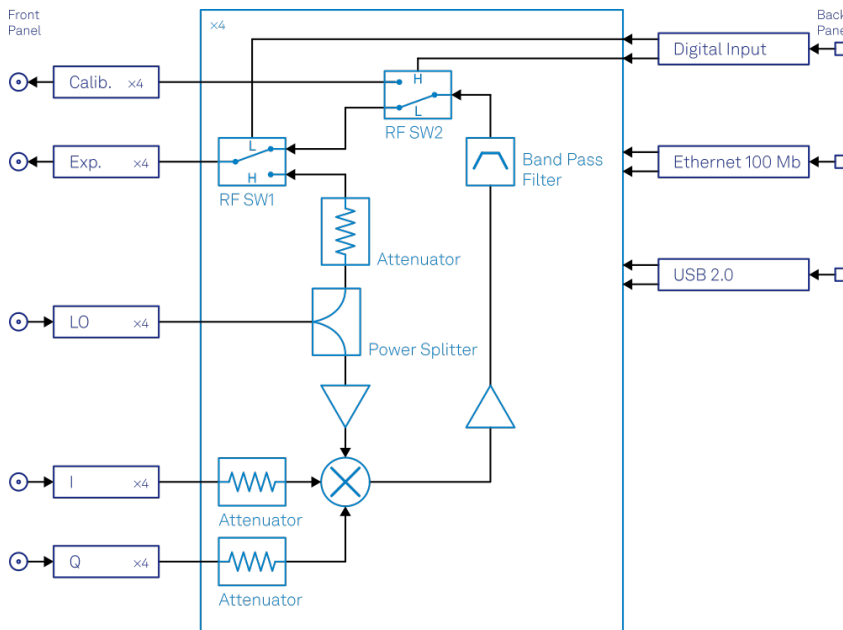 Front
Panel
×4
Back
Pane
Digital Input
Calib. ×4
H
L
RF SW2
Exp. ×4
L
H
RF SW1
Band Pass
Filter
Ethernet 100 Mb
Attenuator
USB 2.0
LO ×4
Power Splitter
I ×4
Attenuator
Q ×4
Attenuator